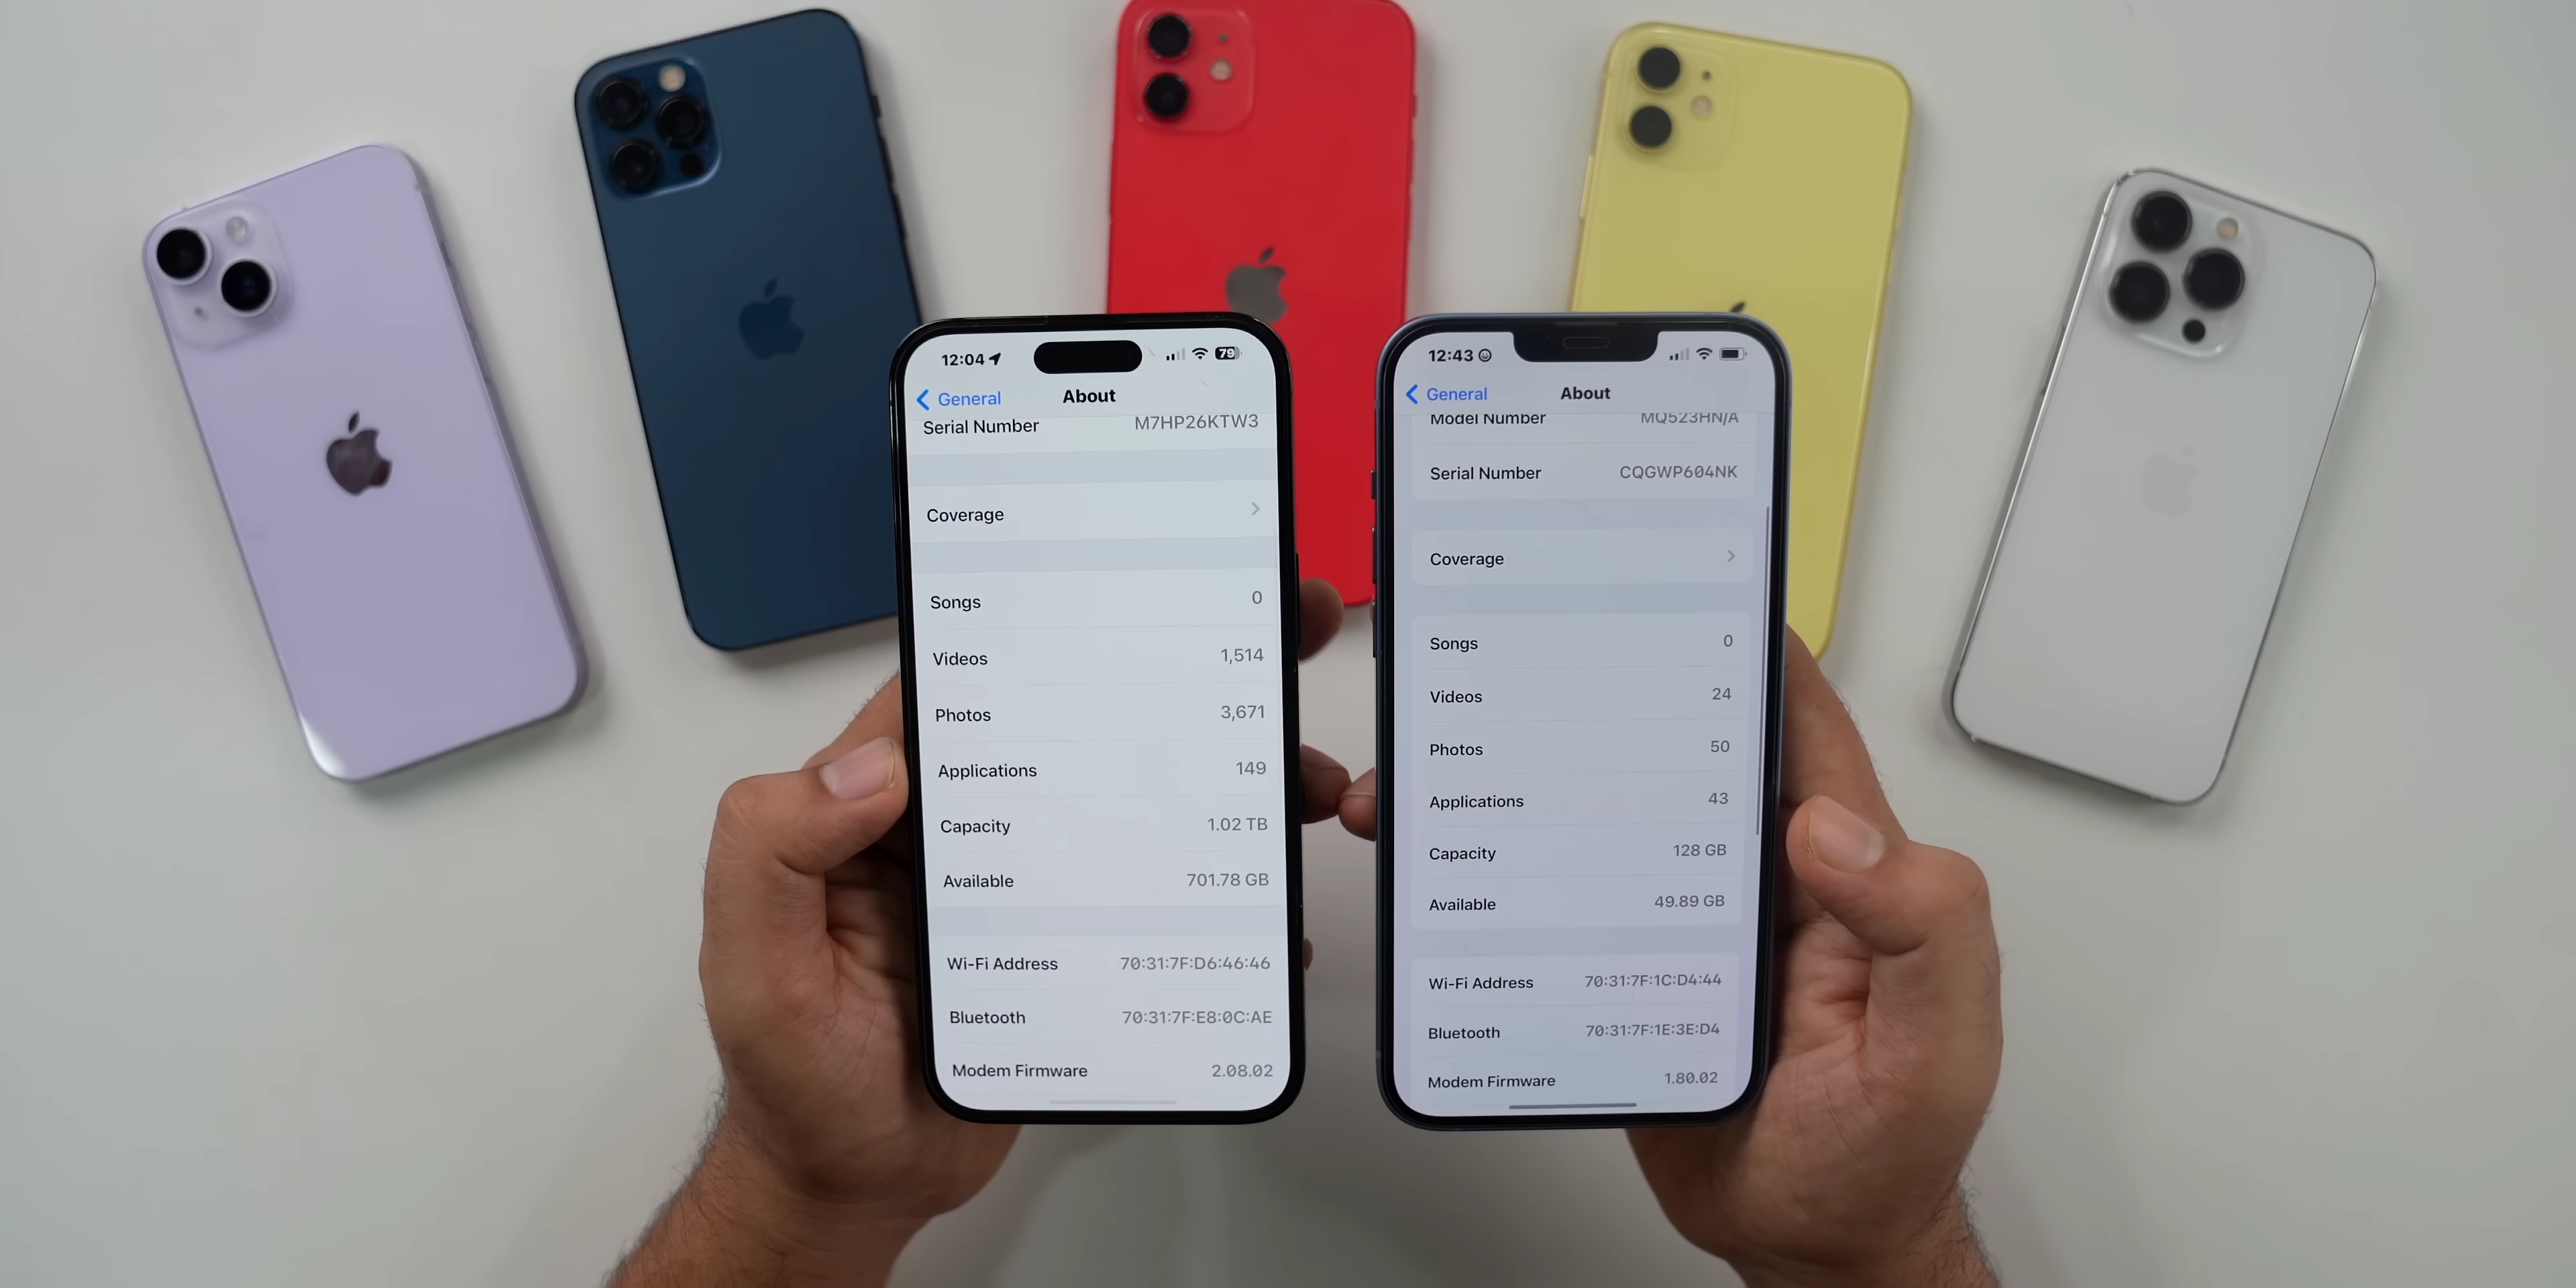 12:04
79
General
About
Serial Number M7HP26KTW3
Coverage
Songs 0
Videos 1,514
Photos 3,671
Applications 149
Capacity 1.02 TB
Available 701.78 GB
Wi-Fi Address 70:31:7F:D6:46:46
Bluetooth 70:31:7F:E8:0C:AE
Modem Firmware 2.08.02
12:43
General
About
Model Number MQ523HN/A
Serial Number CQGWP604NK
Coverage
Songs 0
Videos 24
Photos 50
Applications 43
Capacity 128 GB
Available 49.89 GB
Wi-Fi Address 70:31:7F:1C:D4:44
Bluetooth 70:31:7F:1E:3E:D4
Modem Firmware 1.80.02